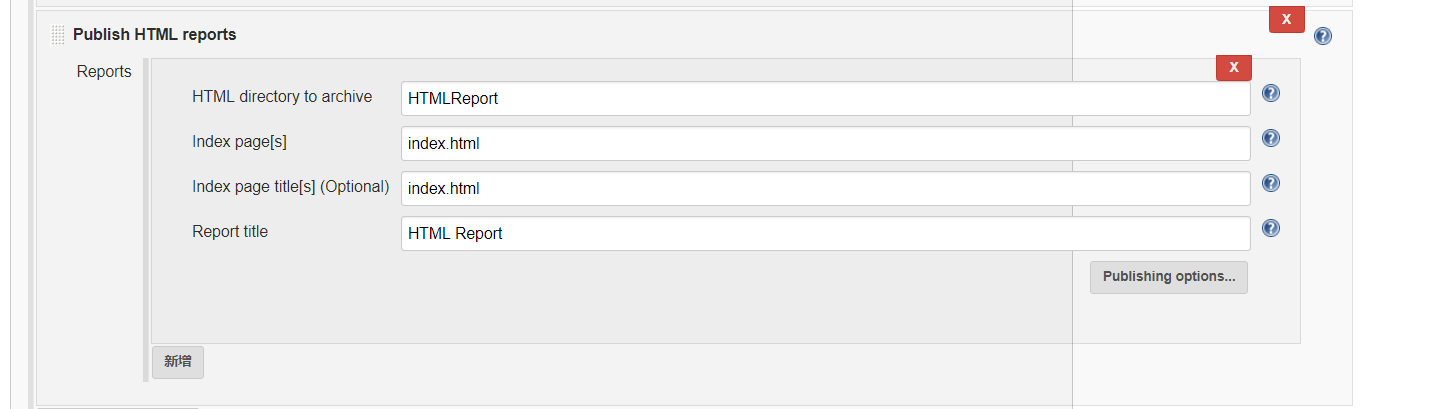 Publish HTML reports
X
Reports
X
HTML directory to archive
HTMLReport
Index page[s]
index.html
Index page title[s] (Optional)
index.html
Report title
HTML Report
Publishing options...
新增